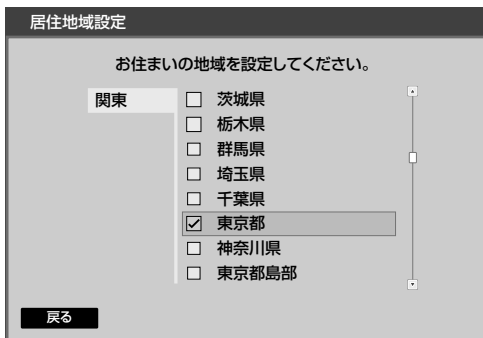 居住地域設定
お住まいの地域を設定してください。
関東
茨城県
栃木県
群馬県
埼玉県
千葉県
東京都
神奈川県
東京都島部
戻る